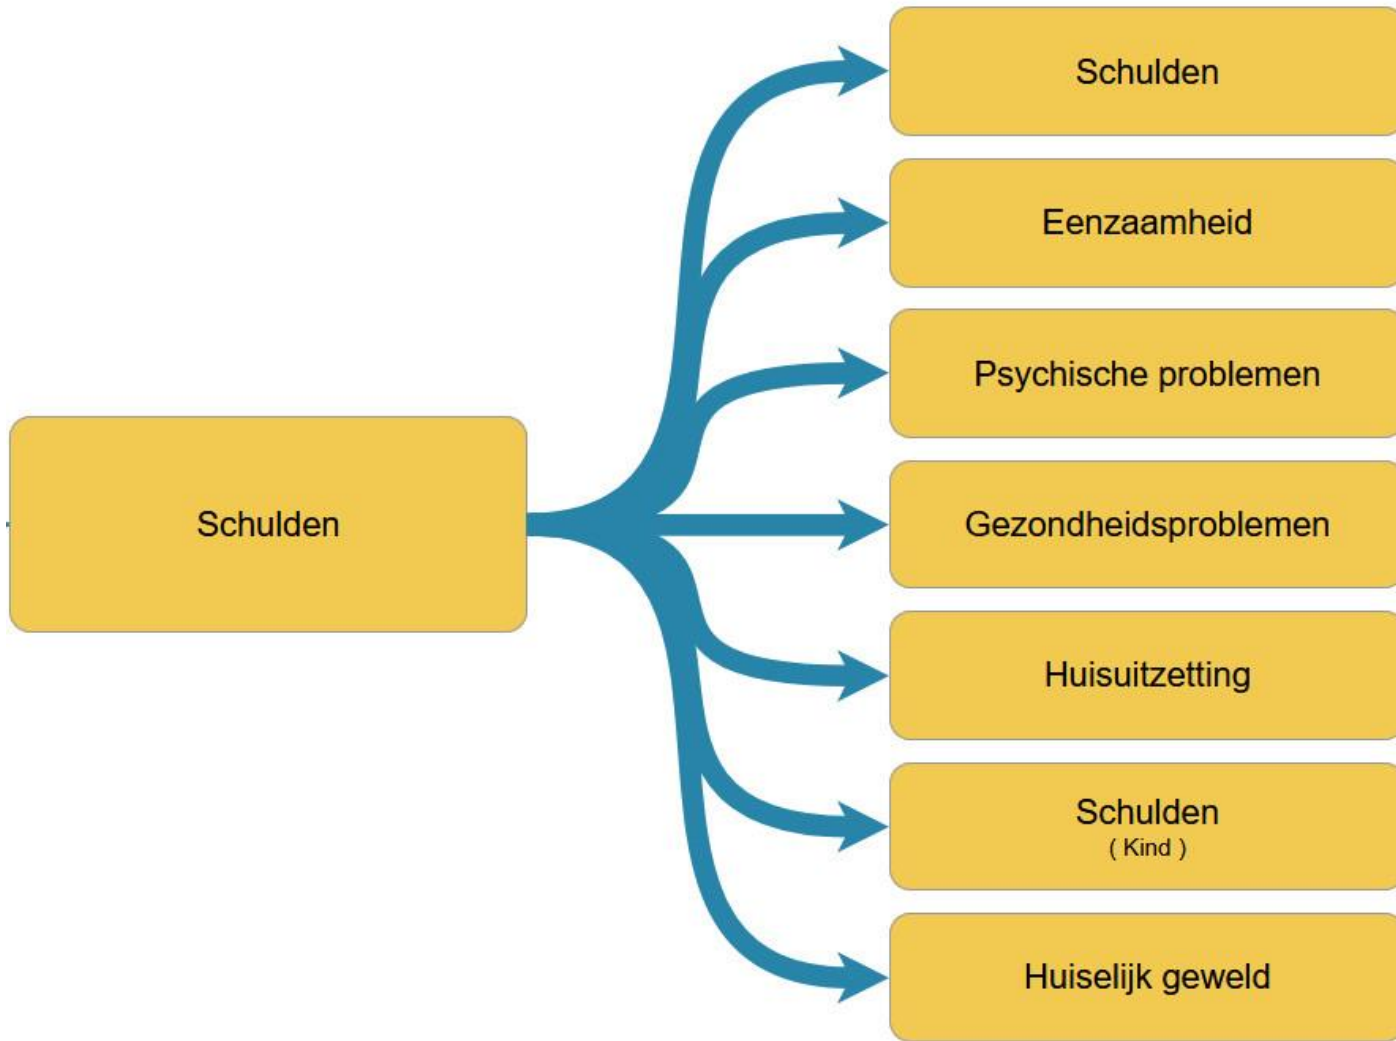 Schulden
Schulden
Eenzaamheid
Psychische problemen
Gezondheidsproblemen
Huisuitzetting
Schulden
( Kind )
Huiselijk geweld